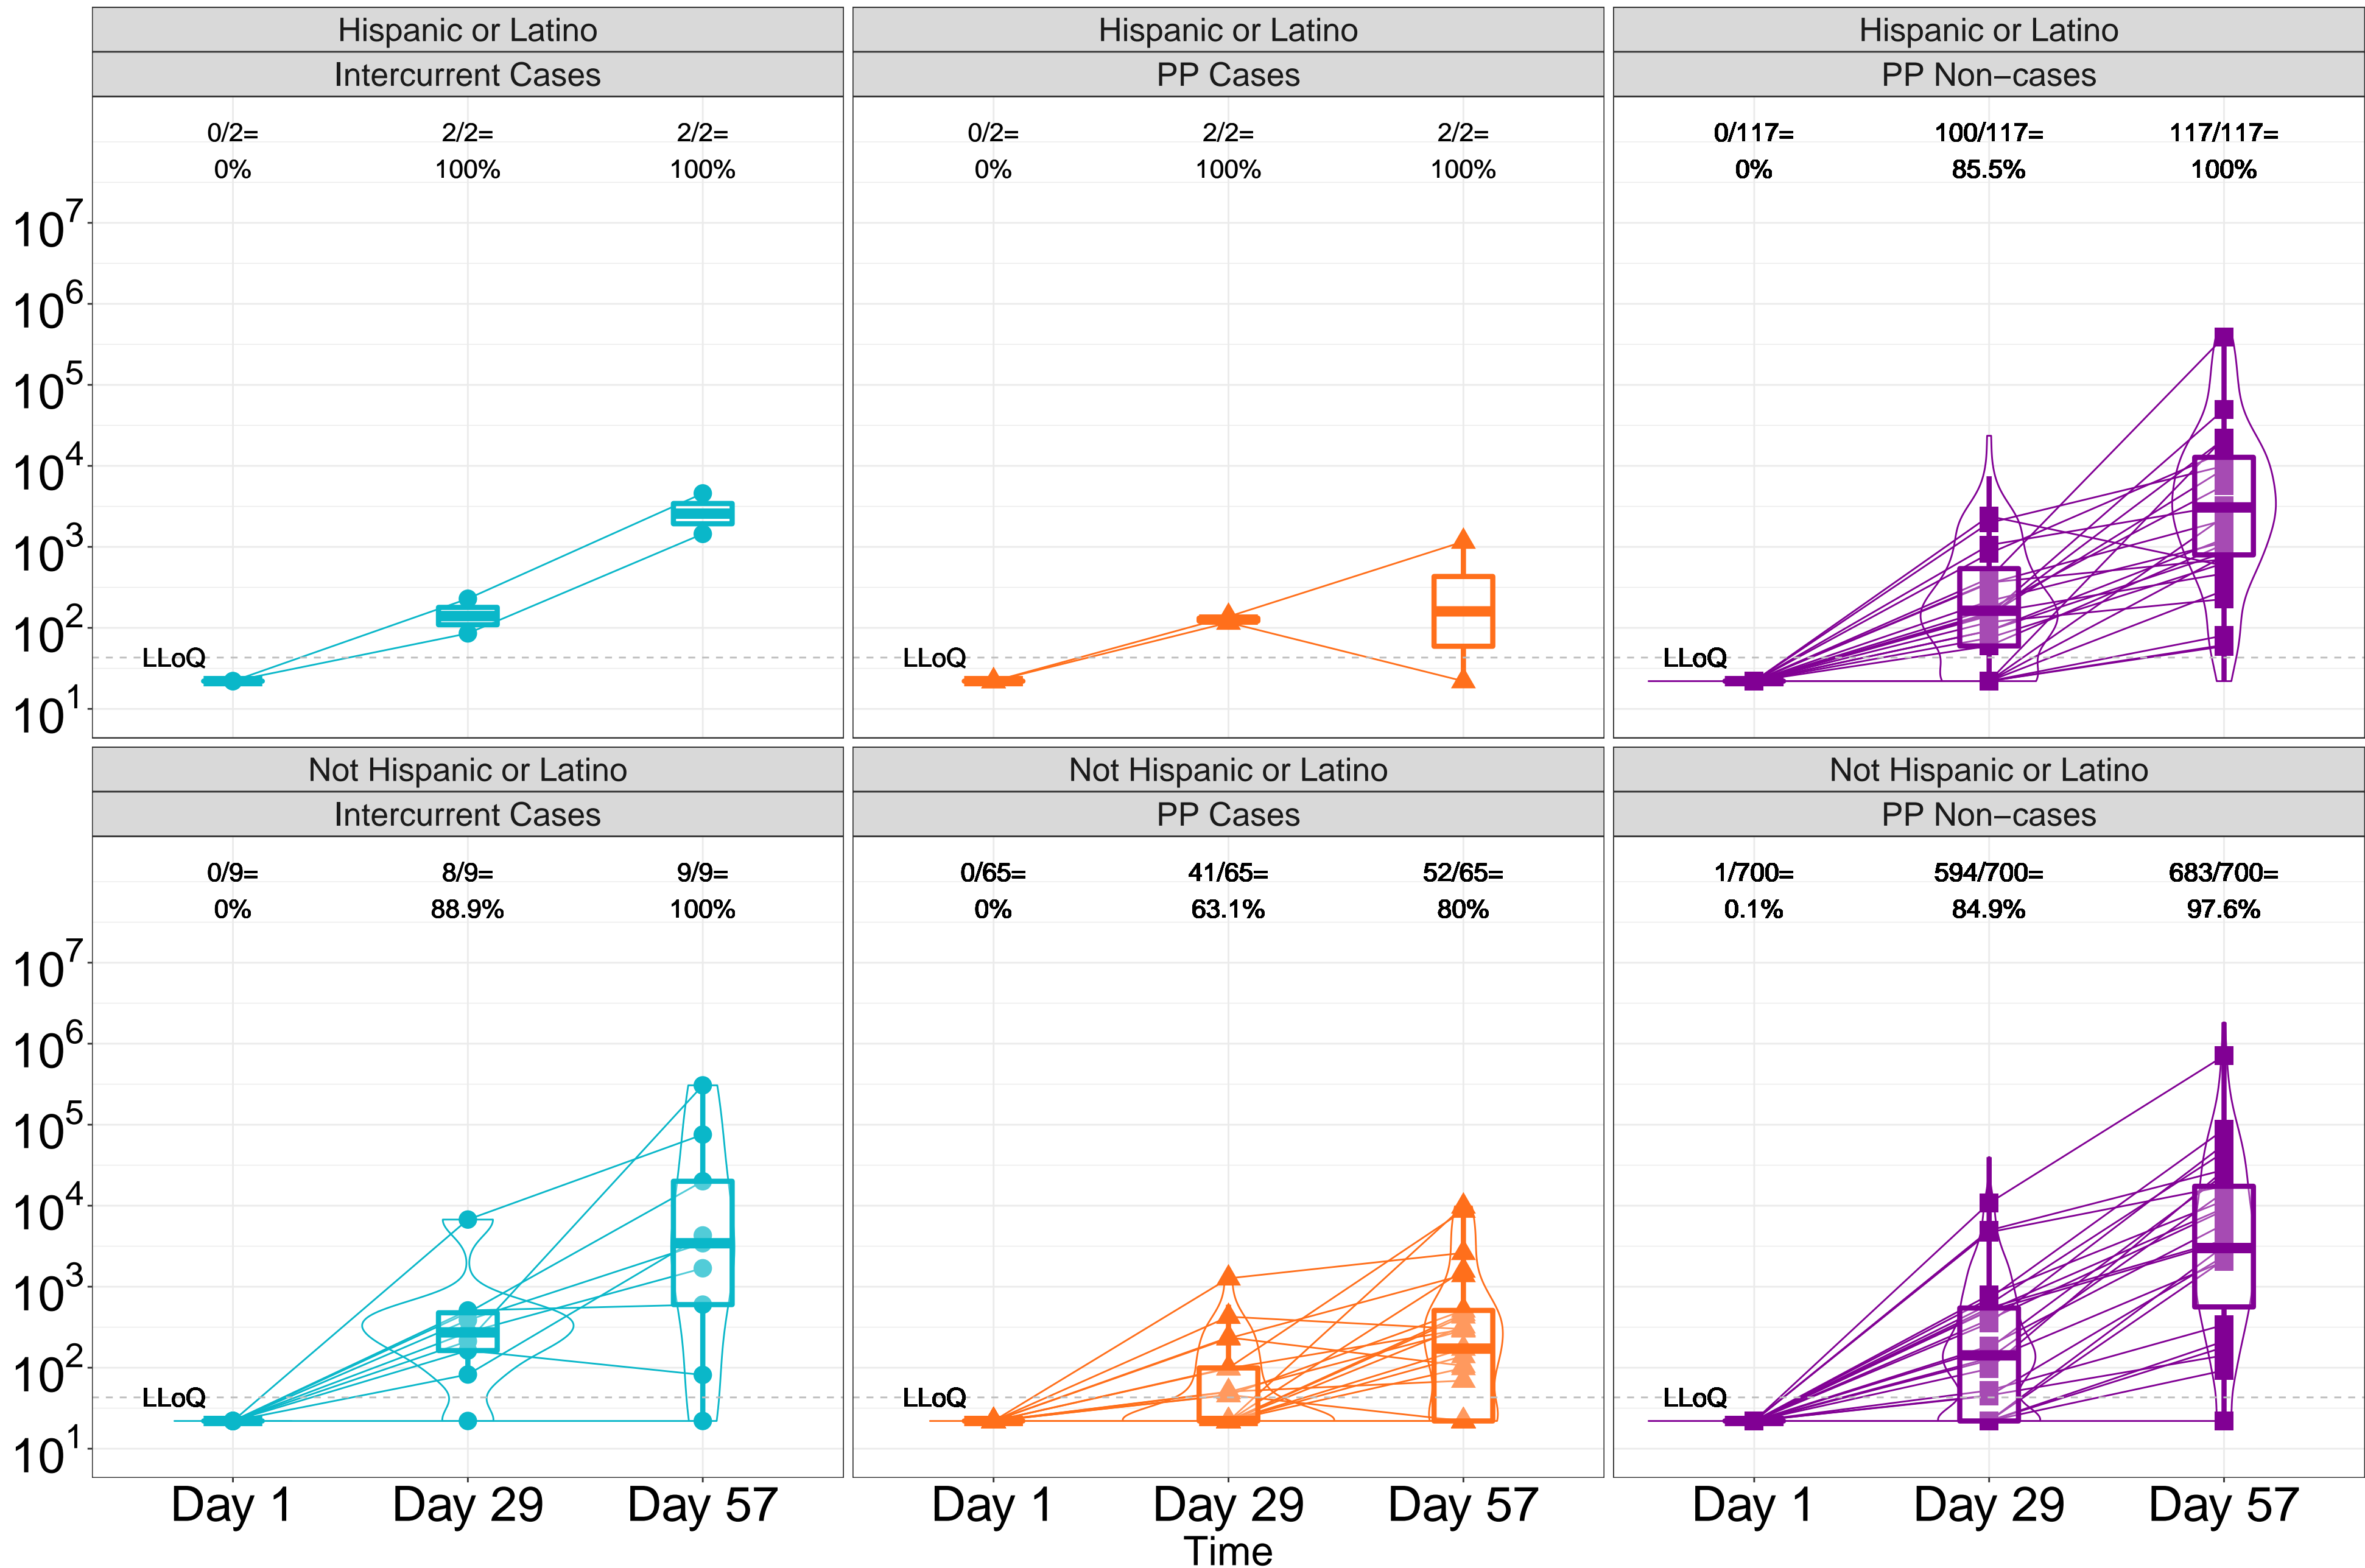 Hispanic or Latino
Intercurrent Cases
0/2= 2/2= 2/2=
0% 100% 100%
Hispanic or Latino
PP Cases
0/2= 2/2= 2/2=
0% 100% 100%
Hispanic or Latino
PP Non−cases
0/117= 100/117= 117/117=
0% 85.5% 100%
10^7
10^6
10^5
10^4
10^3
10^2
10^1
LLoQ
LLoQ
LLoQ
Not Hispanic or Latino
Intercurrent Cases
0/9= 8/9= 9/9=
0% 88.9% 100%
Not Hispanic or Latino
PP Cases
0/65= 41/65= 52/65=
0% 63.1% 80%
Not Hispanic or Latino
PP Non−cases
1/700= 594/700= 683/700=
0.1% 84.9% 97.6%
10^7
10^6
10^5
10^4
10^3
10^2
10^1
LLoQ
LLoQ
LLoQ
Day 1 Day 29 Day 57
Day 1 Day 29 Day 57
Day 1 Day 29 Day 57
Time